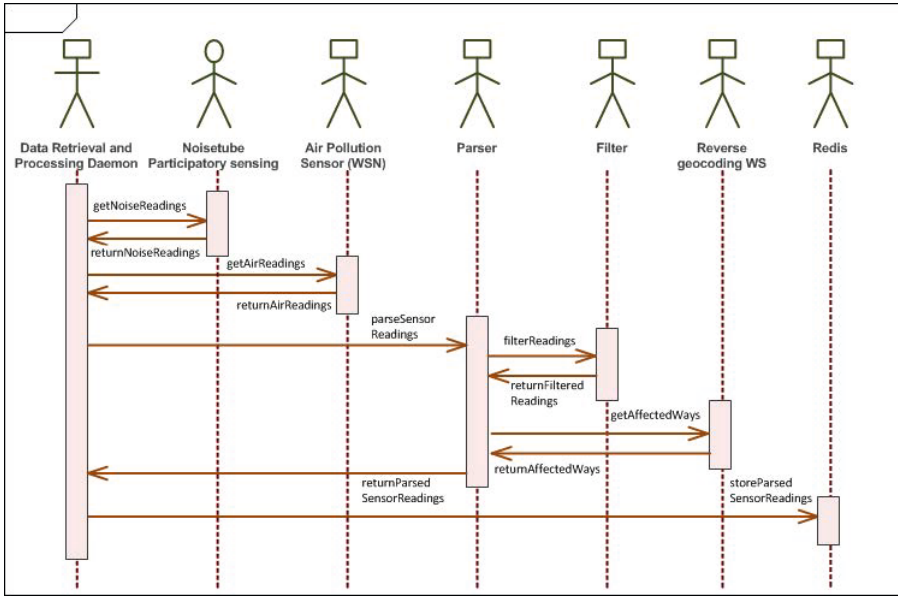 Data Retrieval and
Processing Daemon
Noisetube
Participatory sensing
Air Pollution
Sensor (WSN)
Parser
Filter
Reverse
geocoding WS
Redis
getNoiseReadings
returnNoiseReadings
getAirReadings
returnAirReadings
parseSensor
Readings
filterReadings
returnFiltered
Readings
getAffectedWays
returnAffectedWays
returnParsed
SensorReadings
storeParsed
SensorReadings